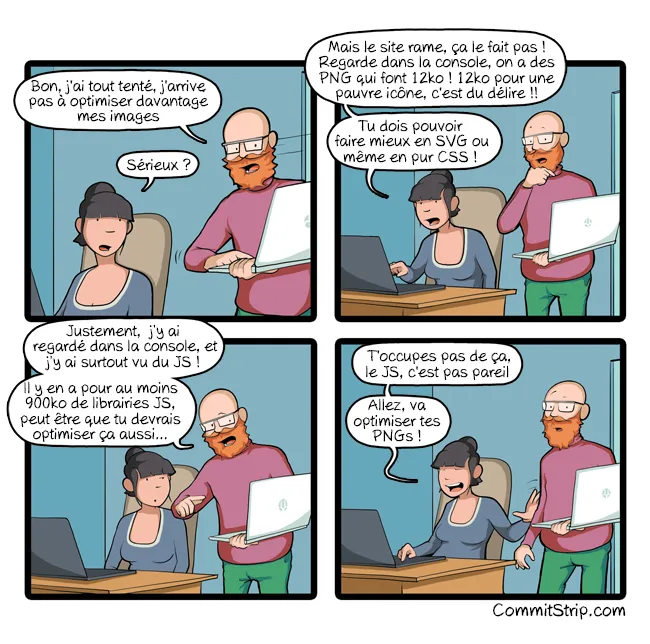 Bon, j'ai tout tenté, j'arrive
pas à optimiser davantage
mes images
Sérieux ?
Mais le site rame, ça le fait pas !
Regarde dans la console, on a des
PNG qui font 12ko ! 12ko pour une
pauvre icône, c'est du délire !!
Tu dois pouvoir
faire mieux en SVG ou
même en pur CSS !
Justement, j'y ai
regardé dans la console, et
j'y ai surtout vu du JS !
Il y en a pour au moins
900ko de librairies JS,
peut être que tu devrais
optimiser ça aussi...
T'occupes pas de ça,
le JS, c'est pas pareil
Allez, va
optimiser tes
PNGs !
CommitStrip.com